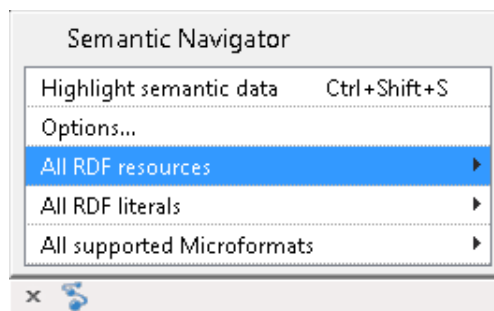 Semantic Navigator
Highlight semantic data Ctrl+Shift+S
Options...
All RDF resources
All RDF literals
All supported Microformats